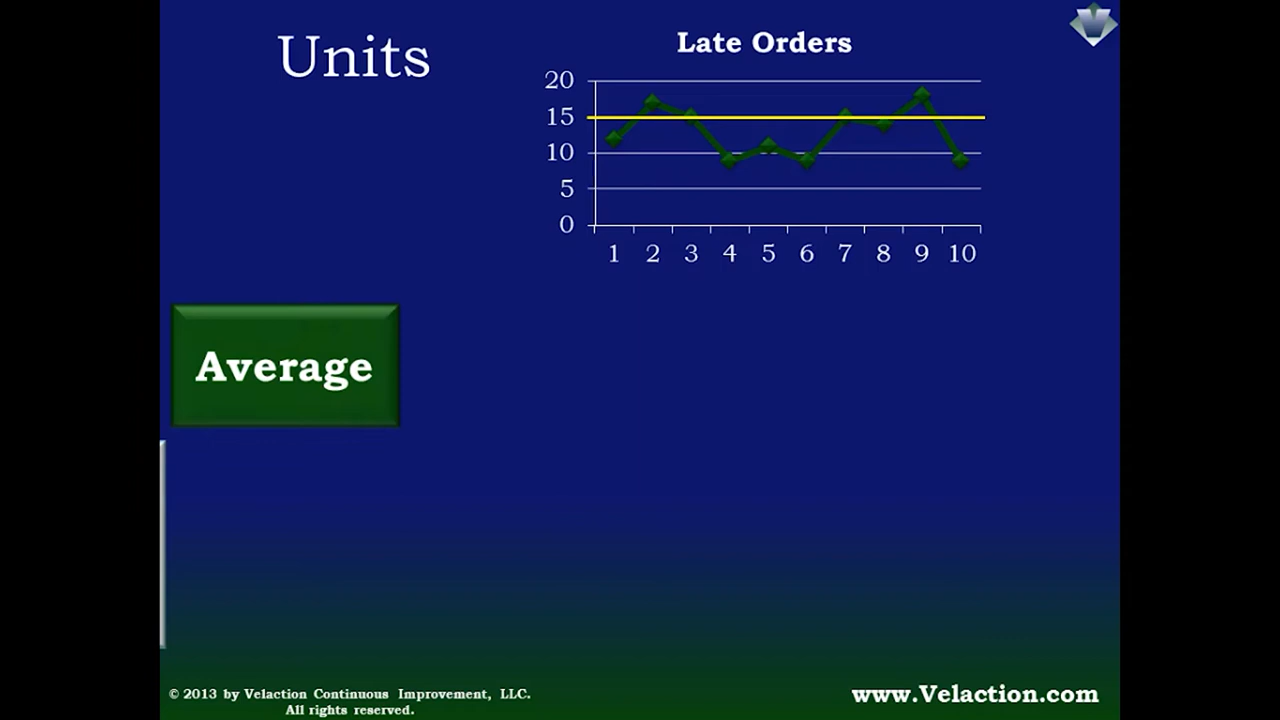 Units
Late Orders
20
15
10
5
0
1 2 3 4 5 6 7 8 9 10
Average
© 2013 by Velaction Continuous Improvement, LLC.
All rights reserved.
www.Velaction.com